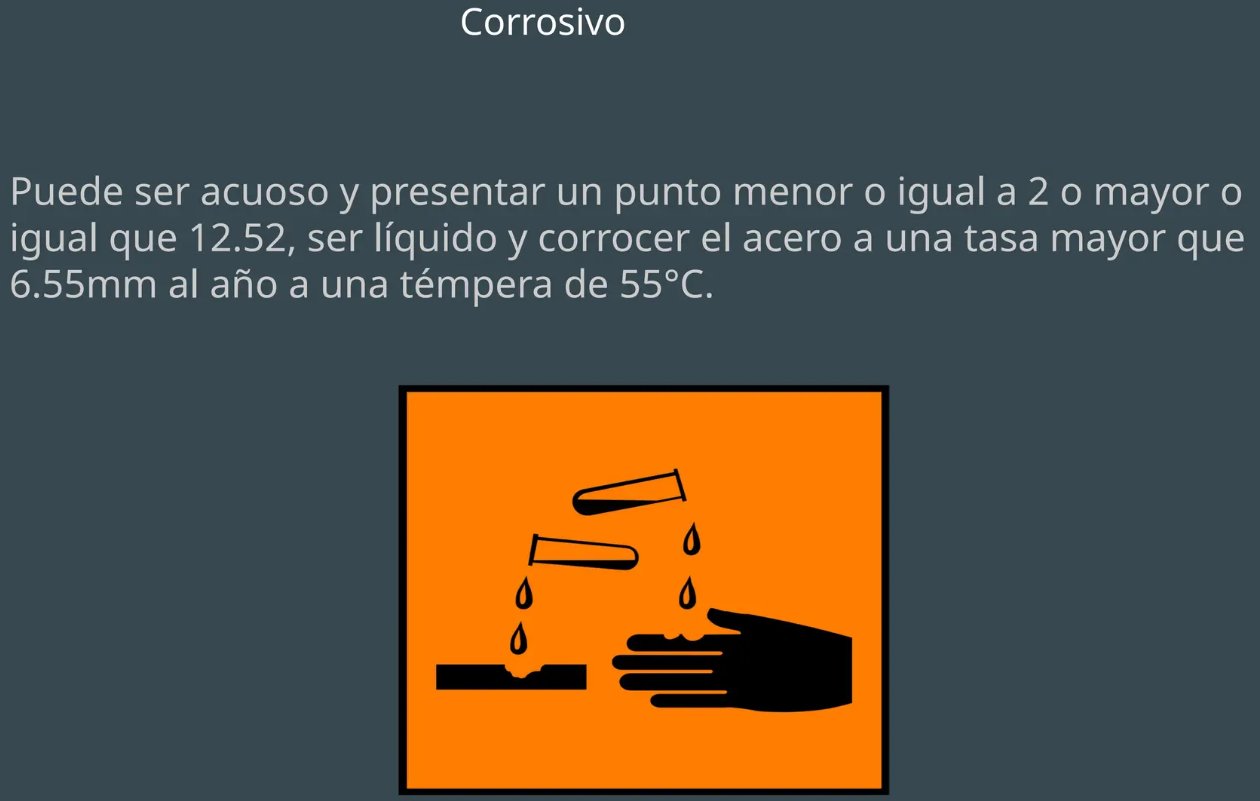 Corrosivo
Puede ser acuoso y presentar un punto menor o igual a 2 o mayor o
igual que 12.52, ser líquido y corrocer el acero a una tasa mayor que
6.55mm al año a una témpera de 55°C.